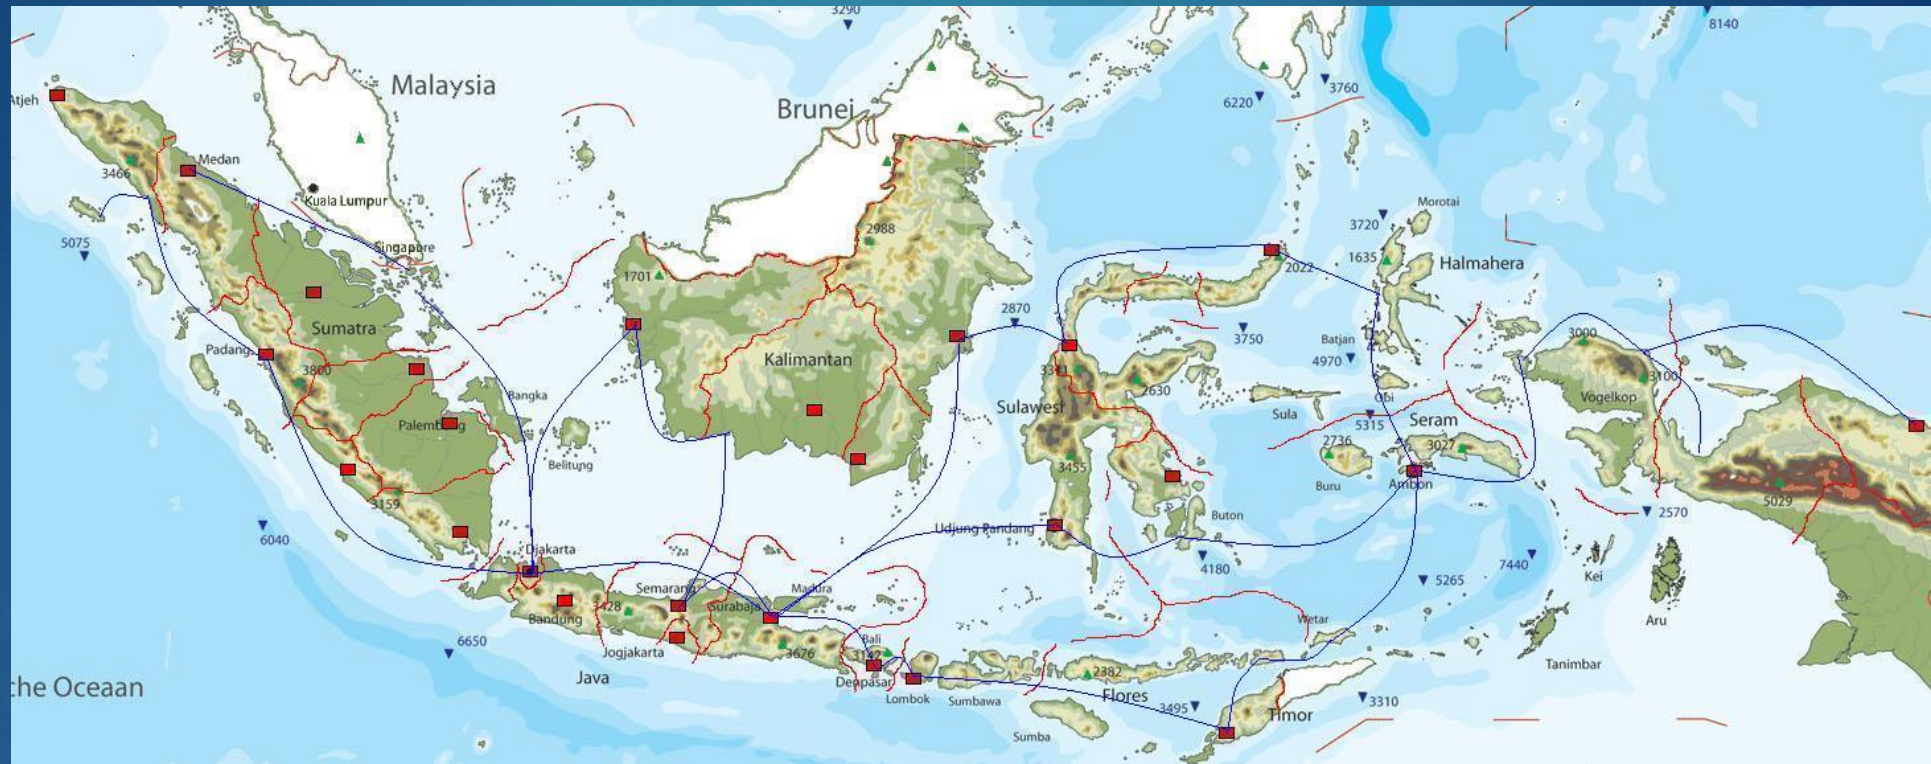 3290
8140
Malaysia
Atjeh
Brunei
3760
6220
Medan
3466
Kuala Lumpur
Morotai
3720
5075
Singapore
2988
1701
2022
1635
Halmahera
2870
Sumatra
3750
Batjan
4970
3000
Padang
Kalimantan
3800
3311
2630
3100
Bangka
Sulawesi
Obi
Vogelkop
Sula
5315
Seram
Palembang
2736
3027
Belitung
3455
Buru
Ambon
5029
3159
Buton
2570
6040
Udjung Pandang
Djakarta
4180
7440
Kei
5265
Semarang
Madura
3428
Surabaja
Bandung
Wetar
Aru
6650
Jogjakarta
3676
Bali
3142
Tanimbar
che Oceaan
Java
Denpasar
2382
Lombok
Sumbawa
Flores
3495
3310
Timor
Sumba